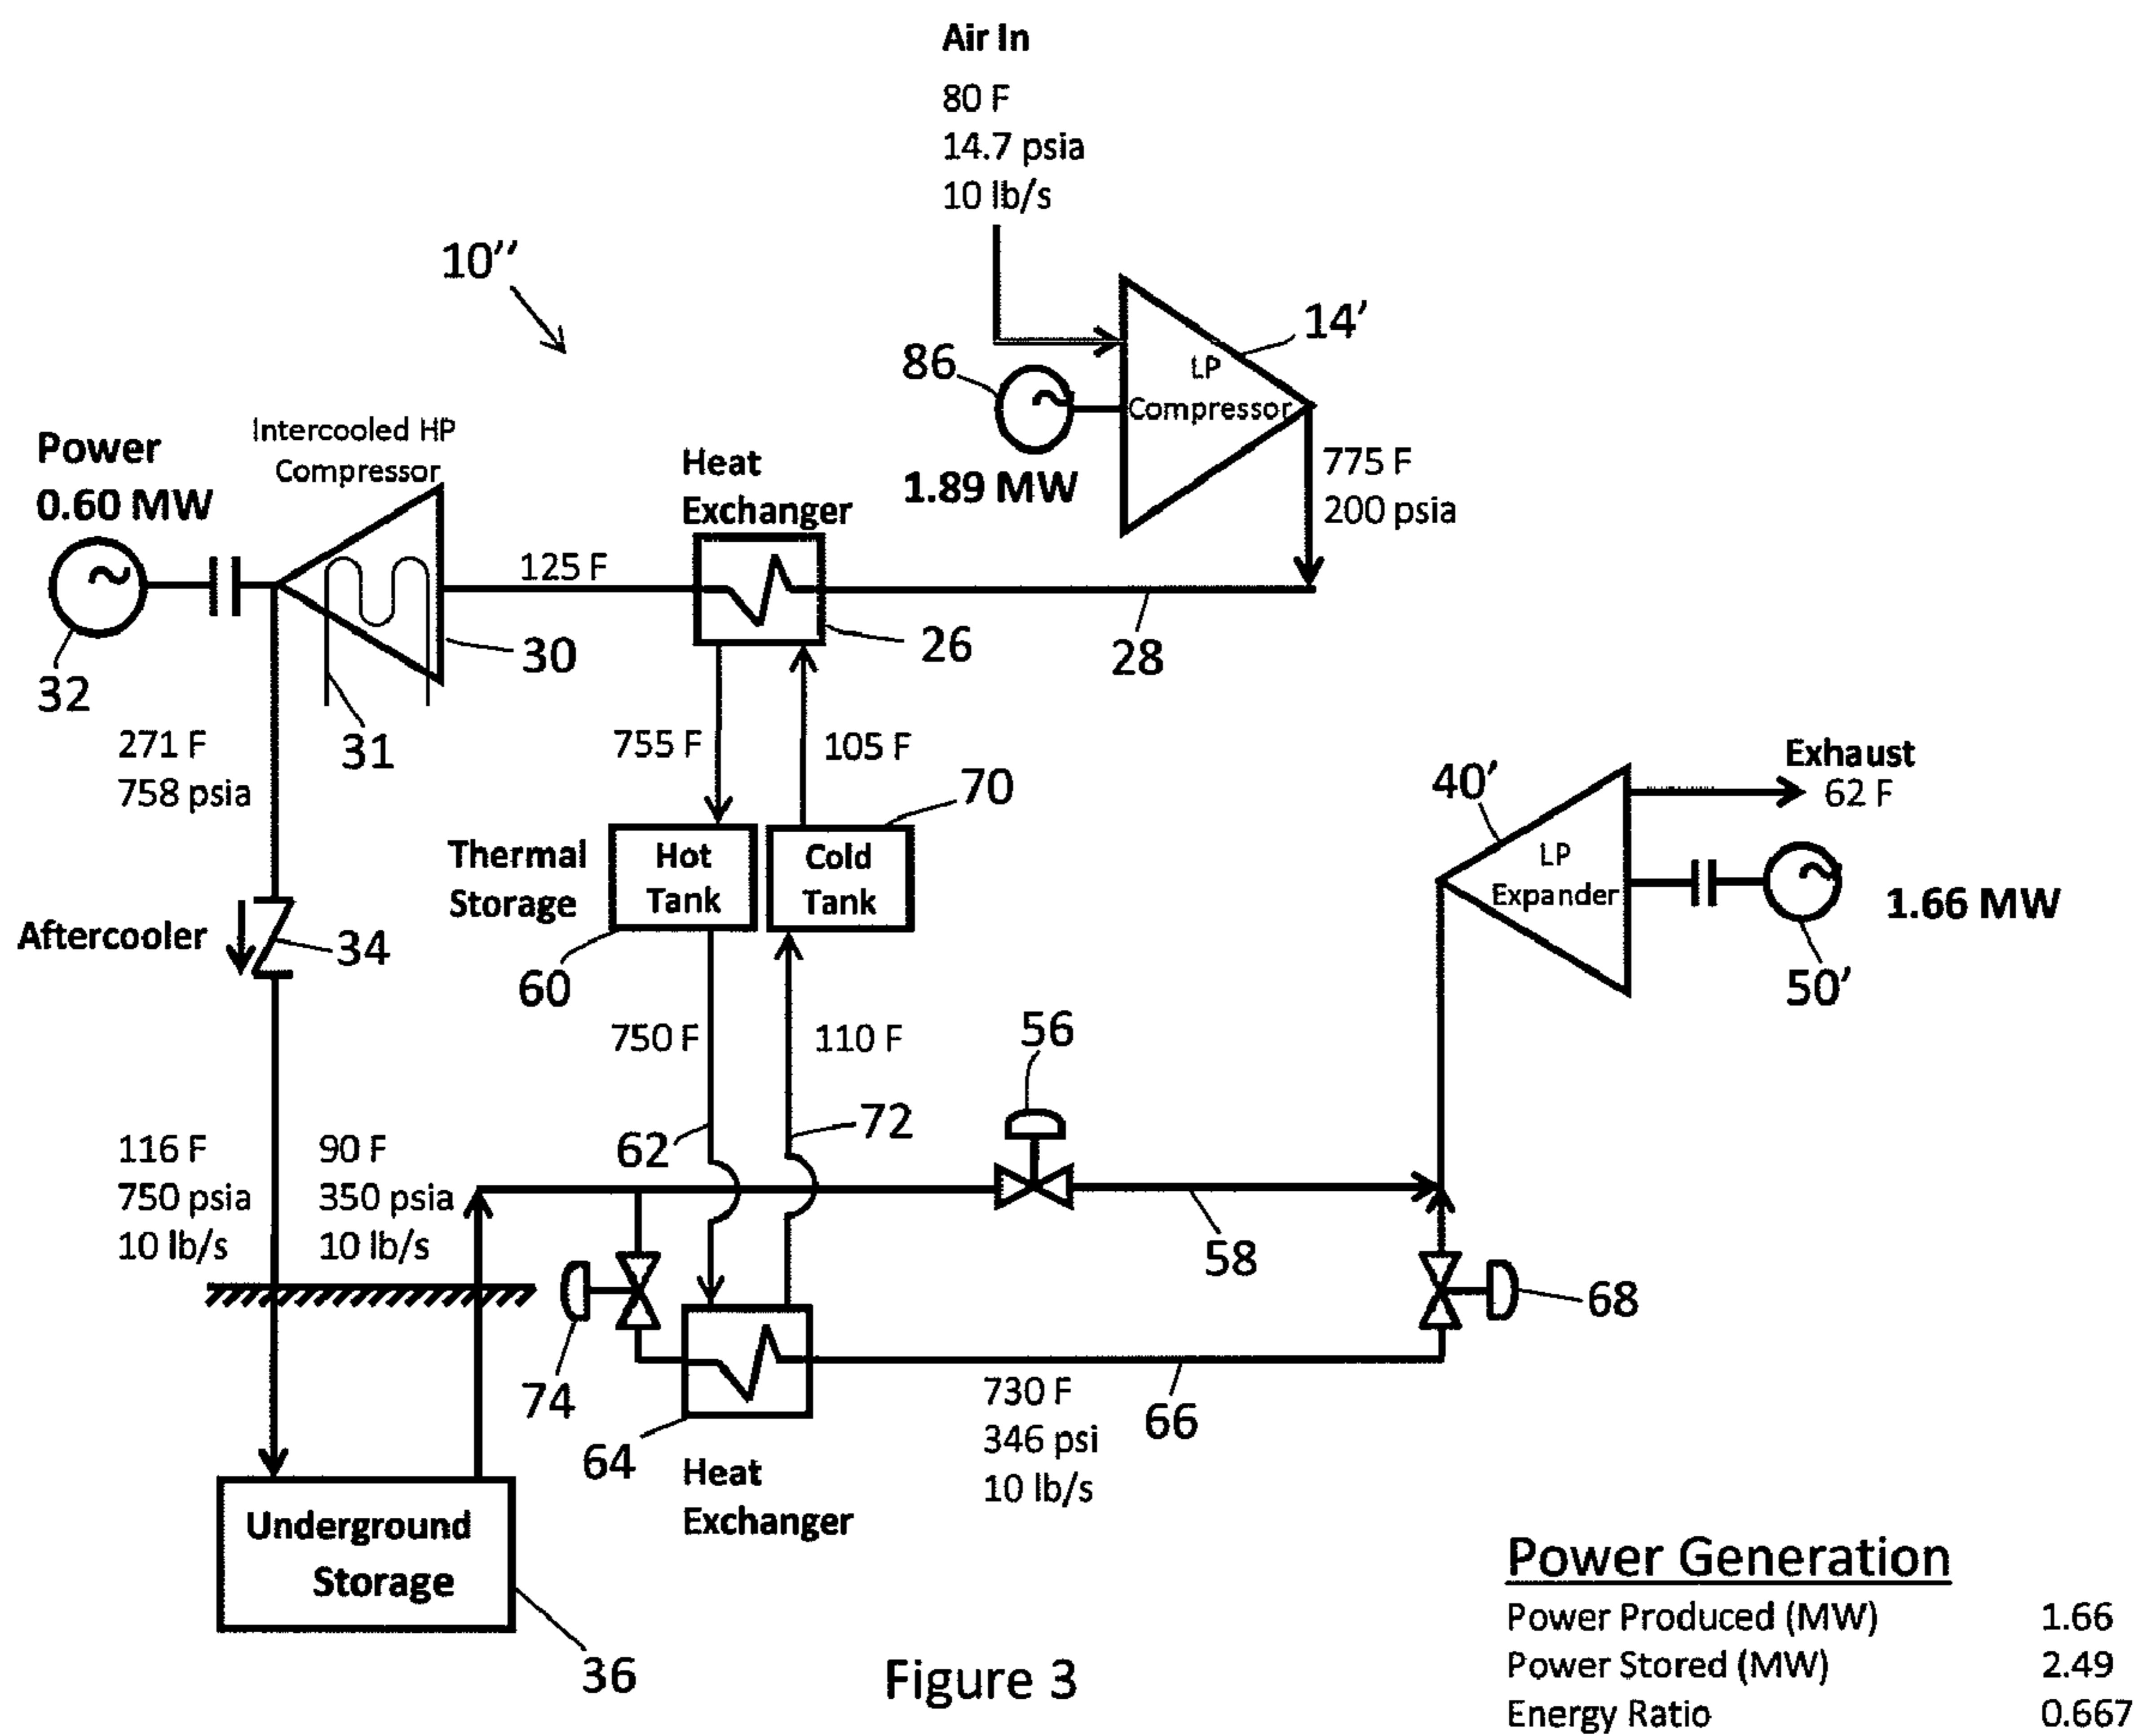 Air In
80 F
14.7 psia
10 lb/s
10''
14'
LP
Compressor
86
1.89 MW
775 F
200 psia
Intercooled HP
Compressor
Power
0.60 MW
Heat
Exchanger
125 F
26
28
30
32
31
271 F
758 psia
755 F
105 F
70
Thermal
Storage
Hot
Tank
Cold
Tank
60
Aftercooler
34
40'
Exhaust
62 F
LP
Expander
1.66 MW
50'
750 F
110 F
56
62
72
116 F
750 psia
10 lb/s
90 F
350 psia
10 lb/s
58
68
74
64
Heat
Exchanger
730 F
346 psi
10 lb/s
66
Underground
Storage
36
Figure 3
Power Generation
Power Produced (MW) 1.66
Power Stored (MW) 2.49
Energy Ratio 0.667